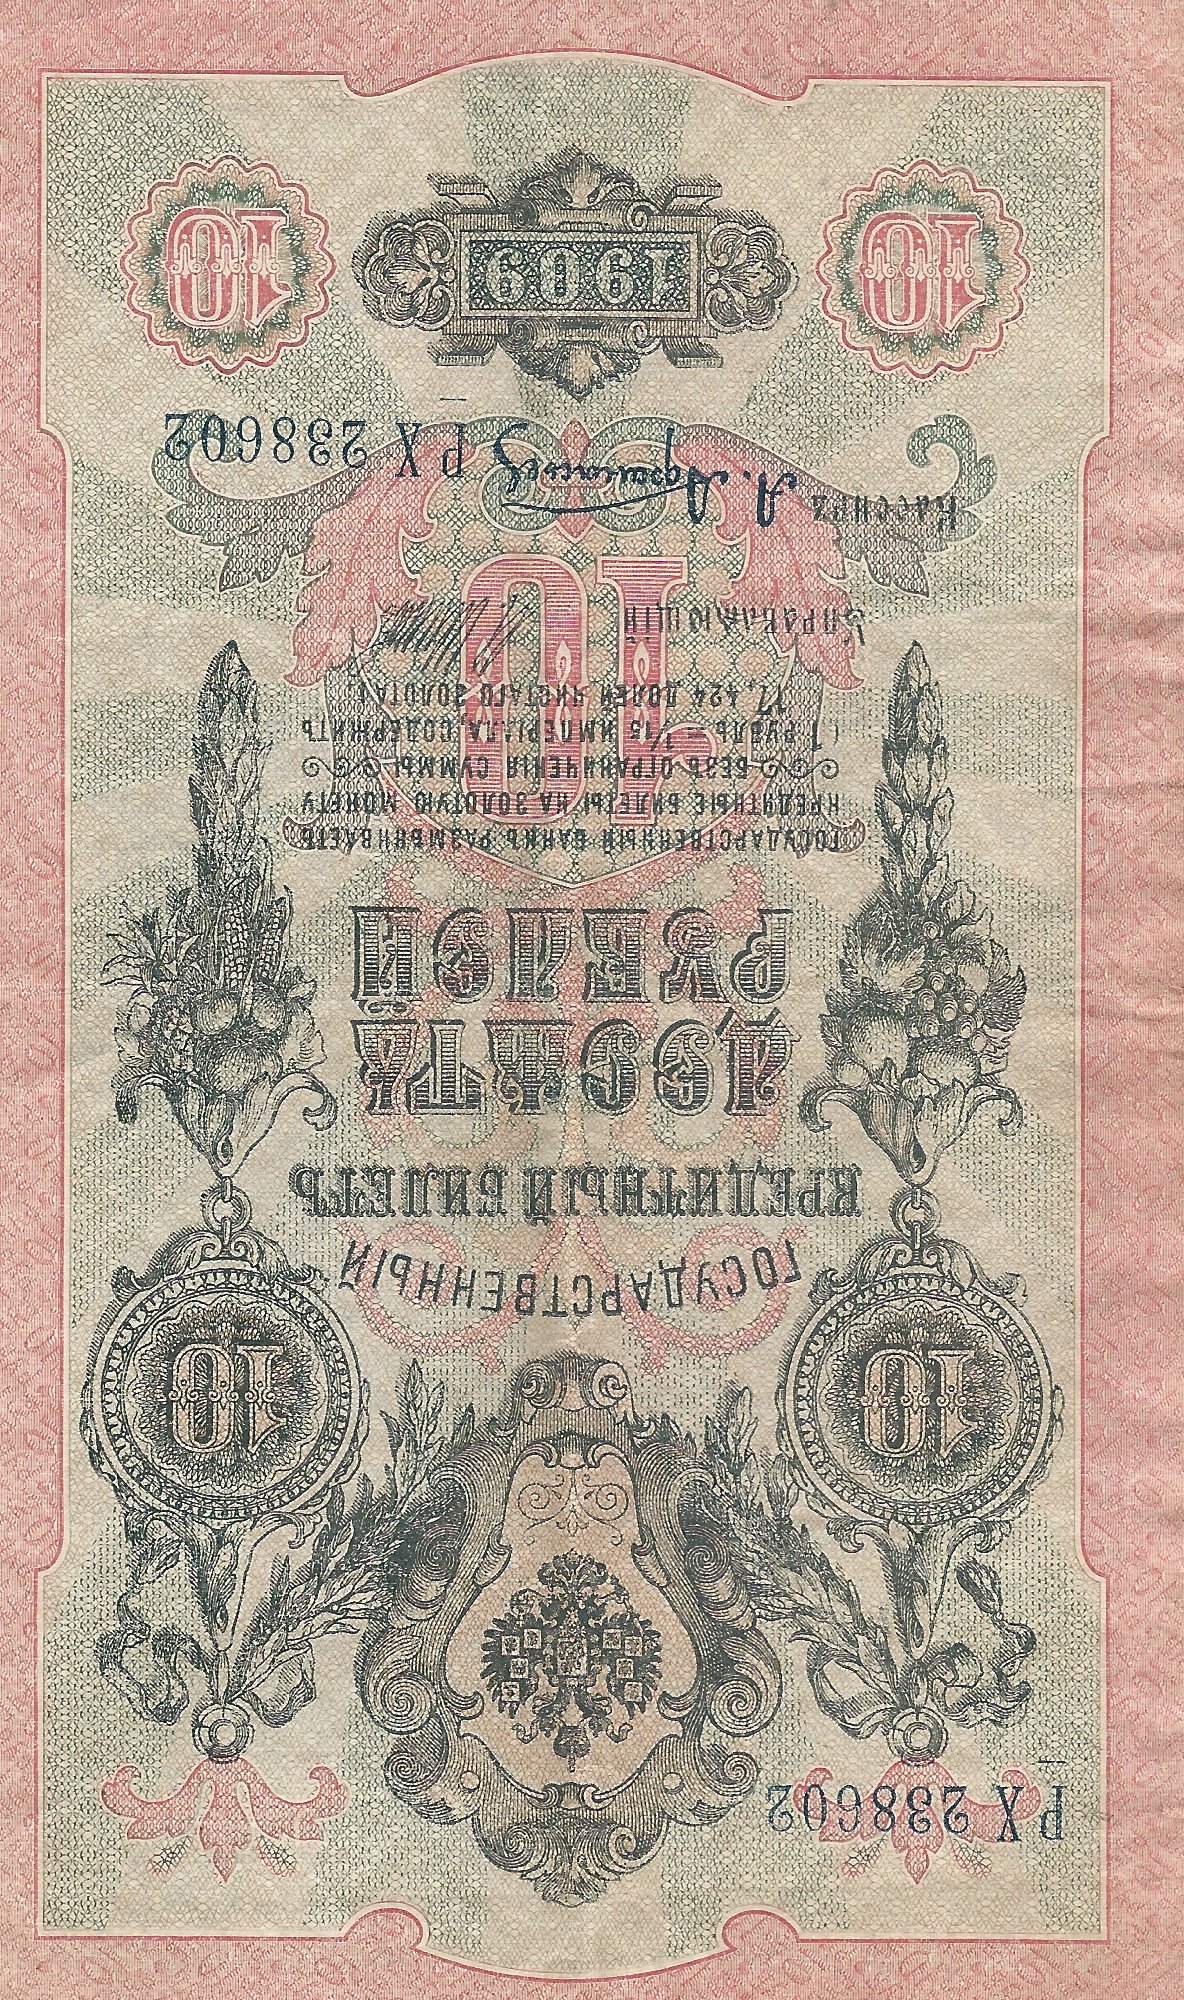 РХ 238602
10
10
ГОСУДАРСТВЕННЫЙ
КРЕДИТНЫЙ БИЛЕТЪ
ДЕСЯТЬ
РУБЛЕЙ
ГОСУДАРСТВЕННЫЙ БАНКЪ РАЗМѢНИВАЕТЪ
КРЕДИТНЫЕ БИЛЕТЫ НА ЗОЛОТУЮ МОНЕТУ
БЕЗЪ ОГРАНИЧЕНІЯ СУММЫ
(1 РУБЛЬ = 1/15 ИМПЕРІАЛА, СОДЕРЖИТЪ
17,424 ДОЛЕЙ ЧИСТАГО ЗОЛОТА)
10
Управляющій
Кассиръ А. Афанасьев
РХ 238602
10
1909
10